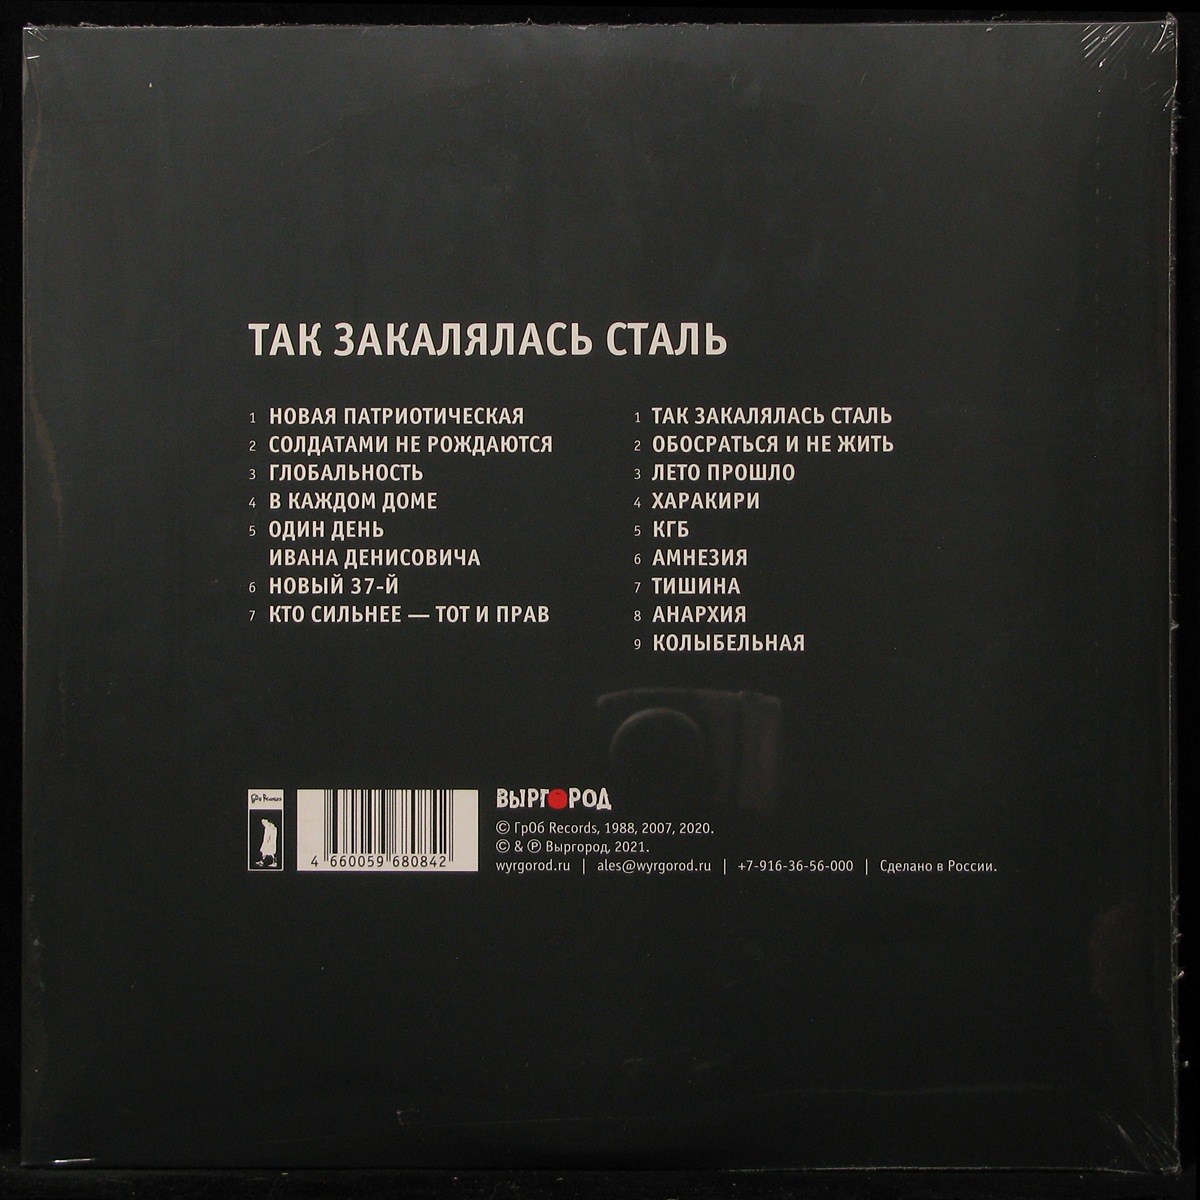 ТАК ЗАКАЛЯЛАСЬ СТАЛЬ
1 НОВАЯ ПАТРИОТИЧЕСКАЯ
2 СОЛДАТАМИ НЕ РОЖДАЮТСЯ
3 ГЛОБАЛЬНОСТЬ
4 В КАЖДОМ ДОМЕ
5 ОДИН ДЕНЬ
ИВАНА ДЕНИСОВИЧА
6 НОВЫЙ 37-Й
7 КТО СИЛЬНЕЕ — ТОТ И ПРАВ
1 ТАК ЗАКАЛЯЛАСЬ СТАЛЬ
2 ОБОСРАТЬСЯ И НЕ ЖИТЬ
3 ЛЕТО ПРОШЛО
4 ХАРАКИРИ
5 КГБ
6 АМНЕЗИЯ
7 ТИШИНА
8 АНАРХИЯ
9 КОЛЫБЕЛЬНАЯ
4 660059 680842
ВЫРГОРОД
© ГрОб Records, 1988, 2007, 2020.
© & ℗ Выргород, 2021.
wyrgorod.ru | ales@wyrgorod.ru | +7-916-36-56-000 | Сделано в России.